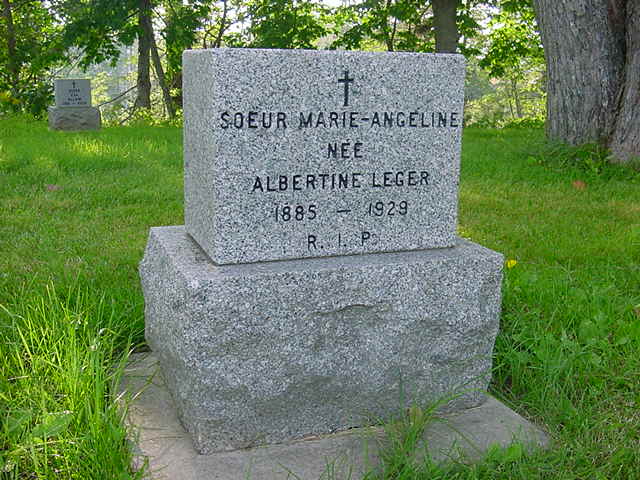 SOEUR MARIE-ANGELINE
NÉE
ALBERTINE LEGER
1885 — 1929
R. I. P.